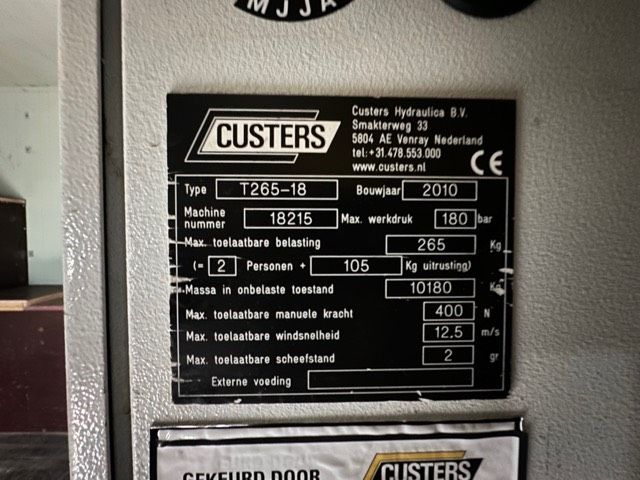 MJJA
CUSTERS
Custers Hydraulica B.V.
Smakterweg 33
5804 AE Venray Nederland
tel:+31.478.553.000
www.custers.nl
CE
Type T265-18 Bouwjaar 2010
Machine nummer 18215 Max. werkdruk 180 bar
Max. toelaatbare belasting 265 Kg
(= 2 Personen + 105 Kg uitrusting)
Massa in onbelaste toestand 10180 Kg
Max. toelaatbare manuele kracht 400 N
Max. toelaatbare windsnelheid 12,5 m/s
Max. toelaatbare scheefstand 2 gr
Externe voeding
GEKEURD DOOR CUSTERS